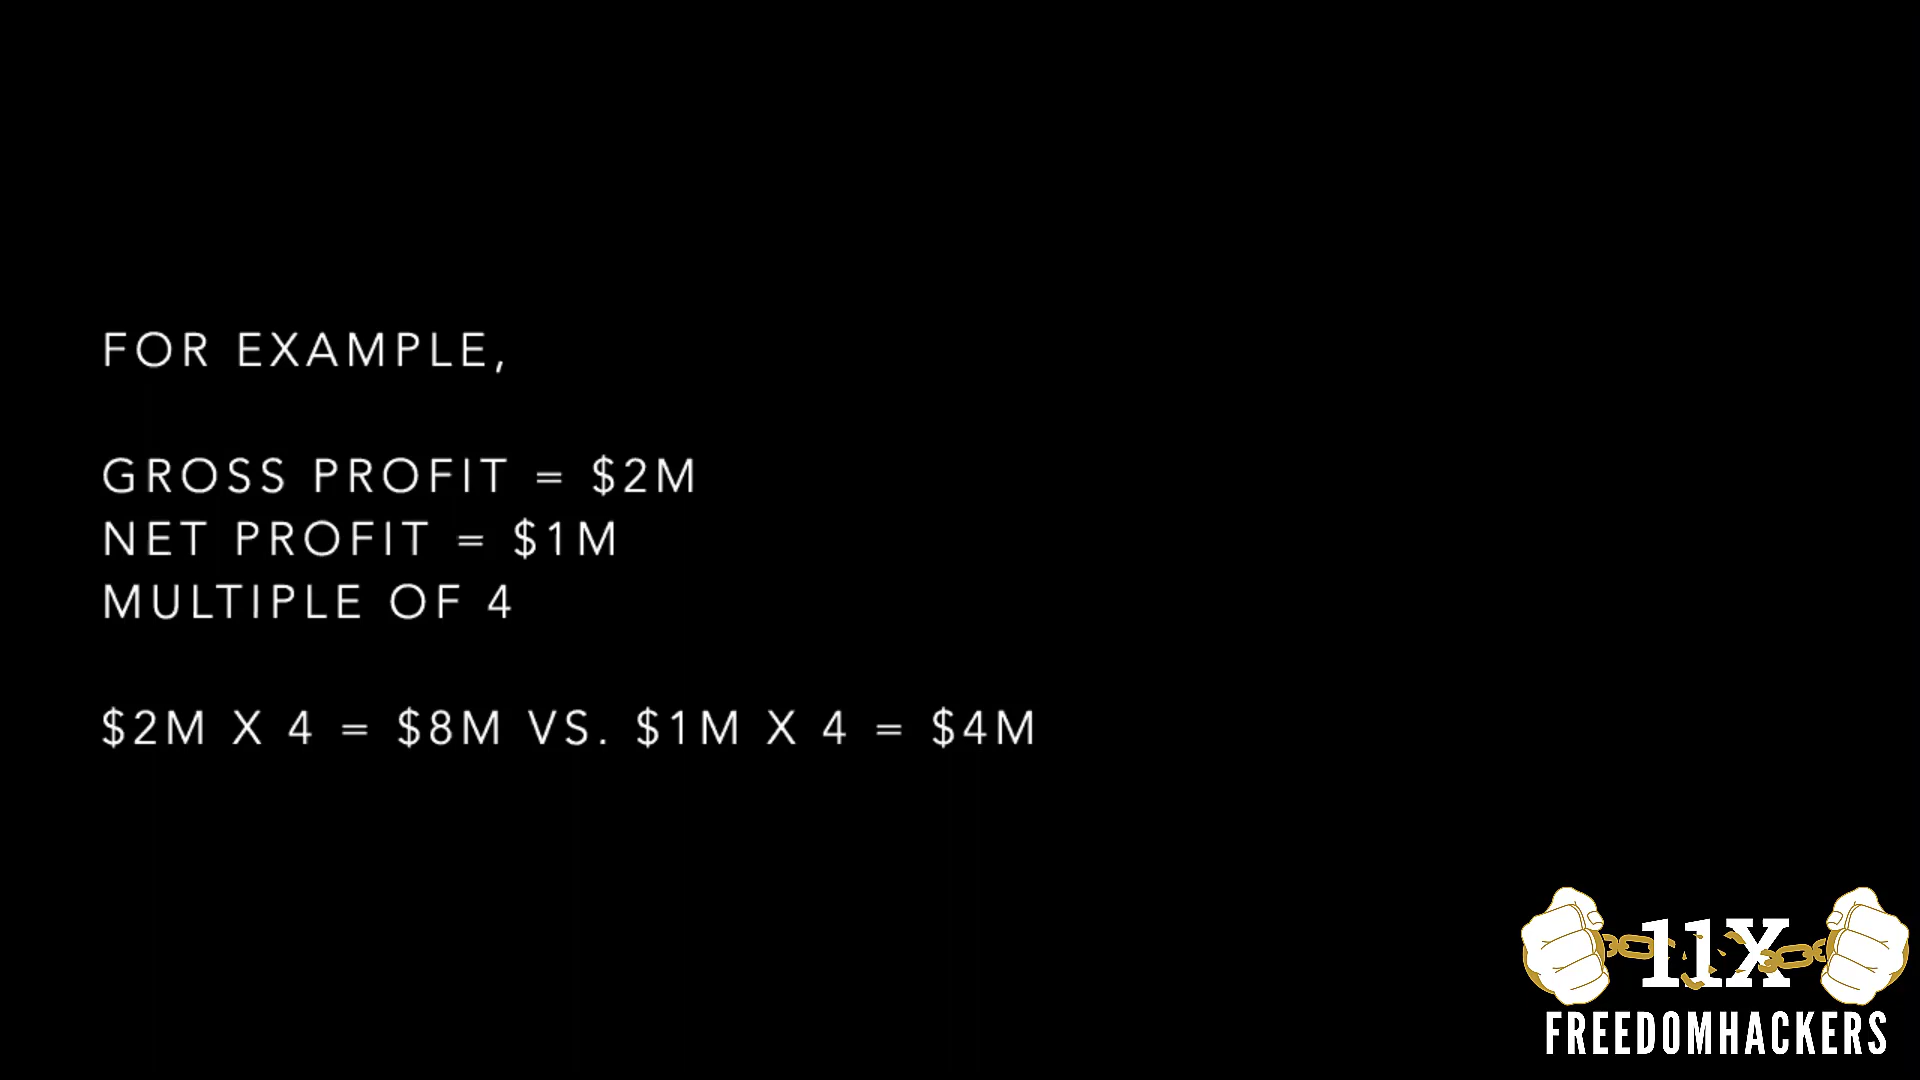 FOR EXAMPLE,
GROSS PROFIT = $2M
NET PROFIT = $1M
MULTIPLE OF 4
$2M X 4 = $8M VS. $1M X 4 = $4M
11X
FREEDOMHACKERS